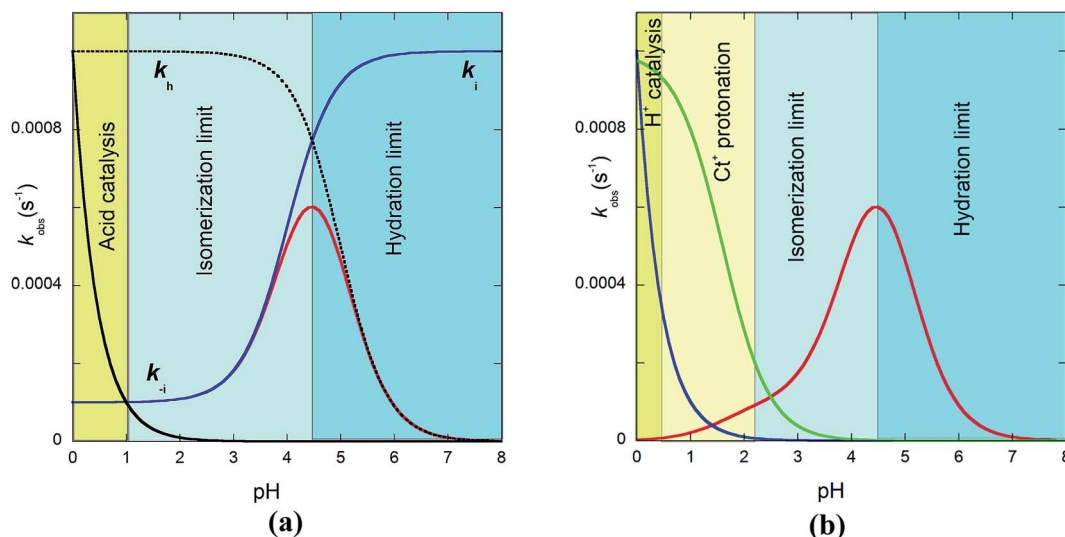 k_obs (s⁻¹)
0.0008
0.0004
0
Acid catalysis
Isomerization limit
Hydration limit
k_h
k_i
k_-i
0 1 2 3 4 5 6 7 8
pH
(a)
k_obs (s⁻¹)
0.0008
0.0004
0
H⁺ catalysis
Ct⁺ protonation
Isomerization limit
Hydration limit
0 1 2 3 4 5 6 7 8
pH
(b)